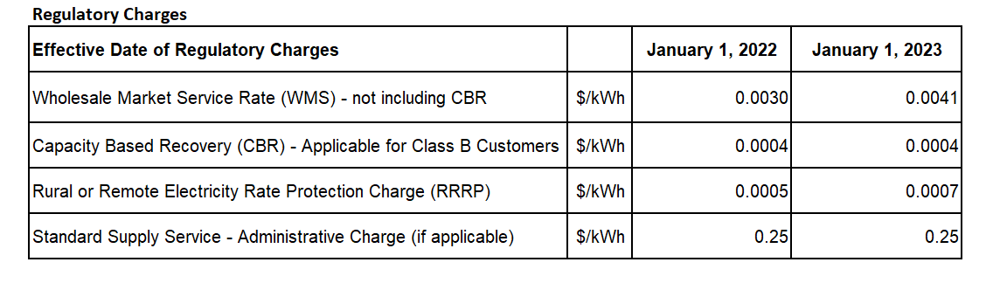 Regulatory Charges
Effective Date of Regulatory Charges January 1, 2022 January 1, 2023
Wholesale Market Service Rate (WMS) - not including CBR $/kWh 0.0030 0.0041
Capacity Based Recovery (CBR) - Applicable for Class B Customers $/kWh 0.0004 0.0004
Rural or Remote Electricity Rate Protection Charge (RRRP) $/kWh 0.0005 0.0007
Standard Supply Service - Administrative Charge (if applicable) $/kWh 0.25 0.25